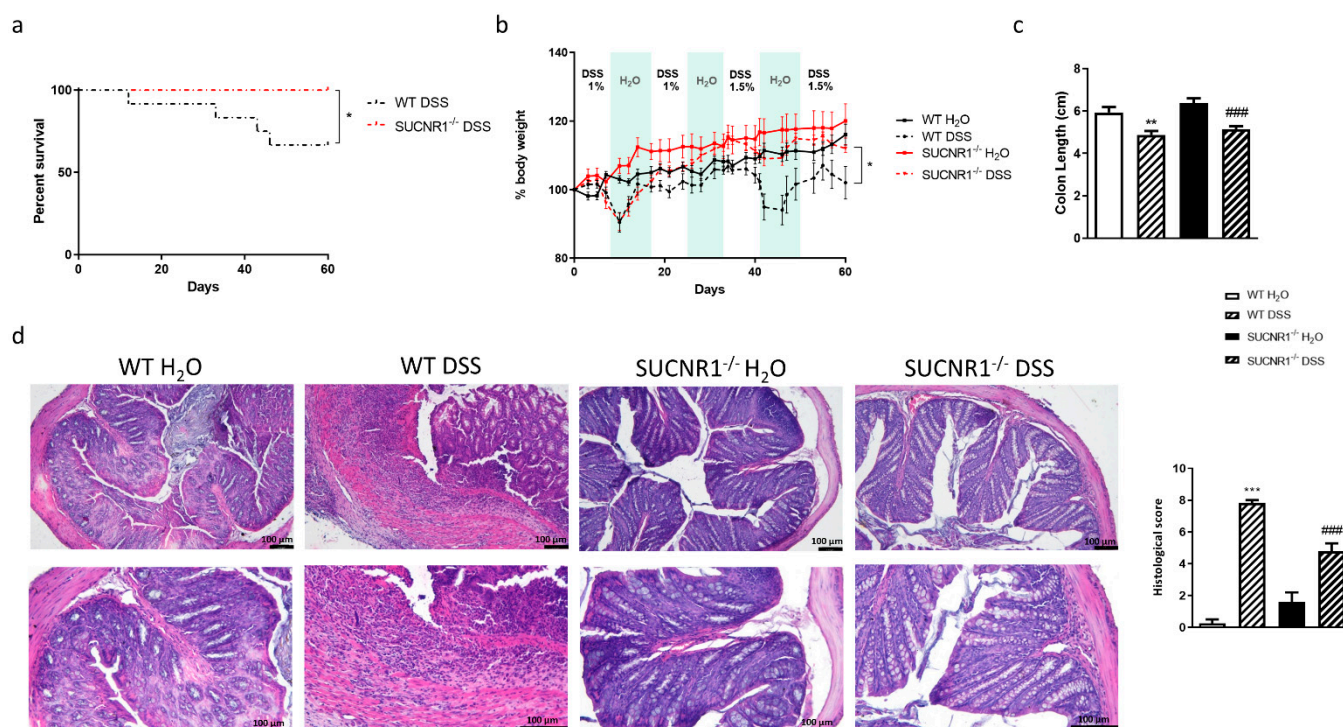 a
100
50
0
Percent survival
0 20 40 60
Days
WT DSS
SUCNR1-/- DSS
*
b
140
120
100
80
60
% body weight
DSS 1%
H2O
DSS 1%
H2O
DSS 1.5%
H2O
DSS 1.5%
0 20 40 60
Days
WT H2O
WT DSS
SUCNR1-/- H2O
SUCNR1-/- DSS
*
c
8
6
4
2
0
Colon Length (cm)
**
###
WT H2O
WT DSS
SUCNR1-/- H2O
SUCNR1-/- DSS
d
WT H2O
WT DSS
SUCNR1-/- H2O
SUCNR1-/- DSS
100 µm
100 µm
100 µm
100 µm
100 µm
100 µm
100 µm
100 µm
10
8
6
4
2
0
Histological score
***
###